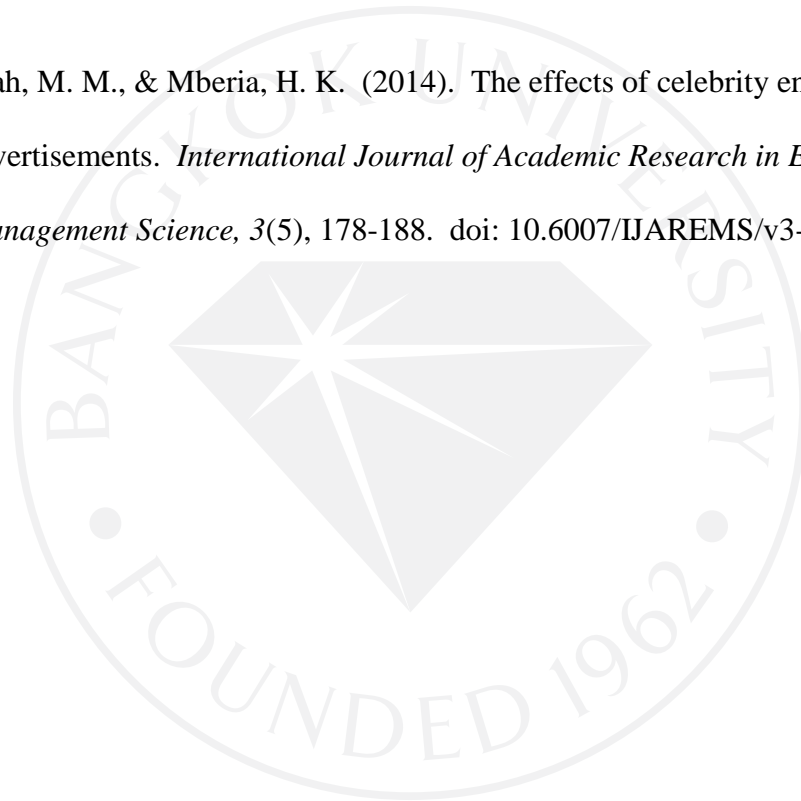 ah, M. M., & Mberia, H. K. (2014). The effects of celebrity en
vertisements. International Journal of Academic Research in E
nagement Science, 3(5), 178-188. doi: 10.6007/IJAREMS/v3-
BANGKOK UNIVERSITY
FOUNDED 1962